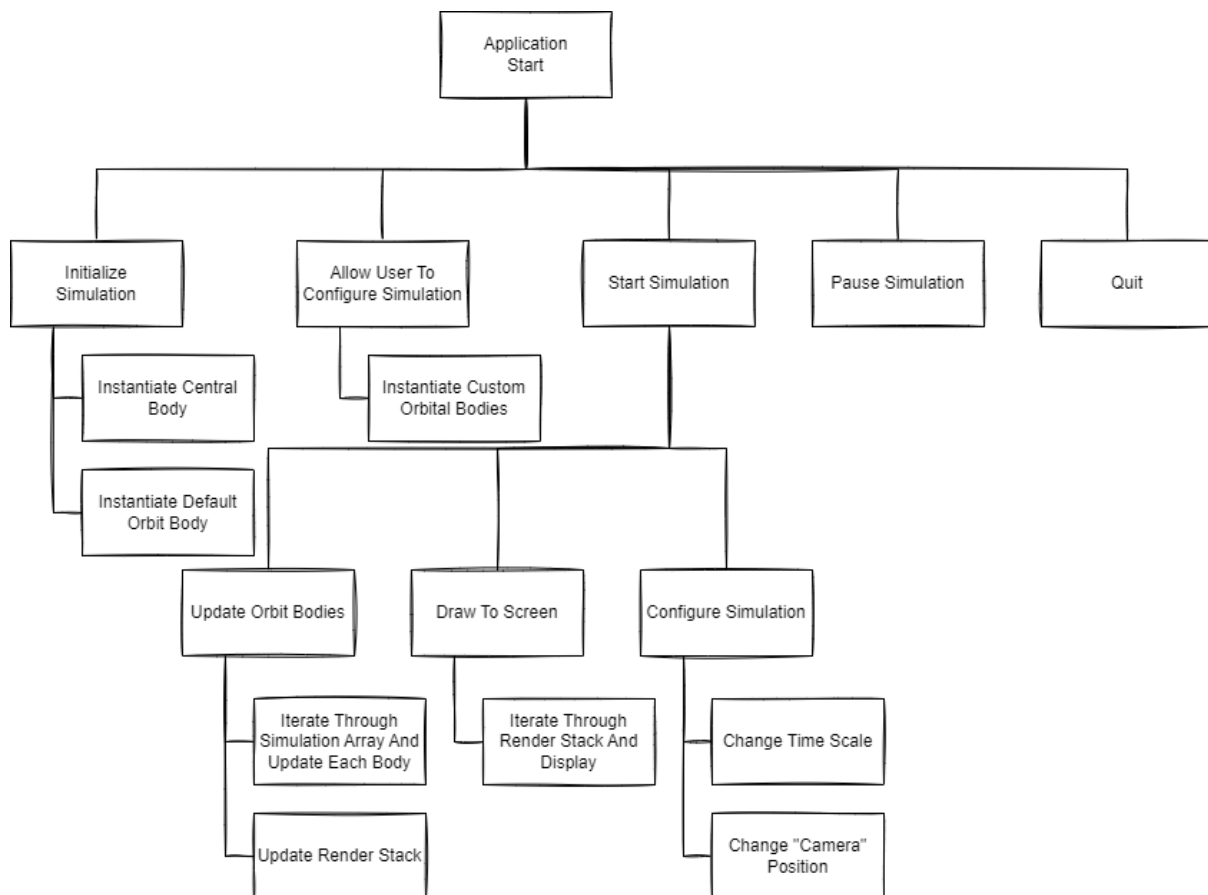 Application
Start
Initialize
Simulation
Allow User To
Configure Simulation
Start Simulation
Pause Simulation
Quit
Instantiate Central
Body
Instantiate Custom
Orbital Bodies
Instantiate Default
Orbit Body
Update Orbit Bodies
Draw To Screen
Configure Simulation
Iterate Through
Simulation Array And
Update Each Body
Iterate Through
Render Stack And
Display
Change Time Scale
Update Render Stack
Change "Camera"
Position